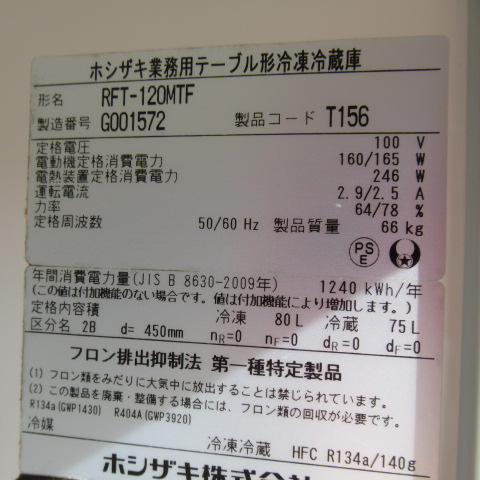 ホシザキ業務用テーブル形冷凍冷蔵庫
形名 RFT-120MTF
製造番号 G001572 製品コード T156
定格電圧 100 V
電動機定格消費電力 160/165 W
電熱装置定格消費電力 246 W
運転電流 2.9/2.5 A
力率 64/78 %
定格周波数 50/60 Hz 製品質量 66 kg
PS E
年間消費電力量(JIS B 8630-2009年) 1240 kWh/年
(この値は付加機能のない場合です。値は付加機能により増加します。)
定格内容積 冷凍 80L 冷蔵 75L
区分名 2B d= 450mm nR=0 nF=0 dR=0 dF=0
フロン排出抑制法 第一種特定製品
(1) フロン類をみだりに大気中に放出することは禁じられています。
(2) この製品を廃棄・整備する場合には、フロン類の回収が必要です。
R134a(GWP1430) R404A(GWP3920)
冷媒
冷凍冷蔵 HFC R134a/140g
ホシザキ株式会社